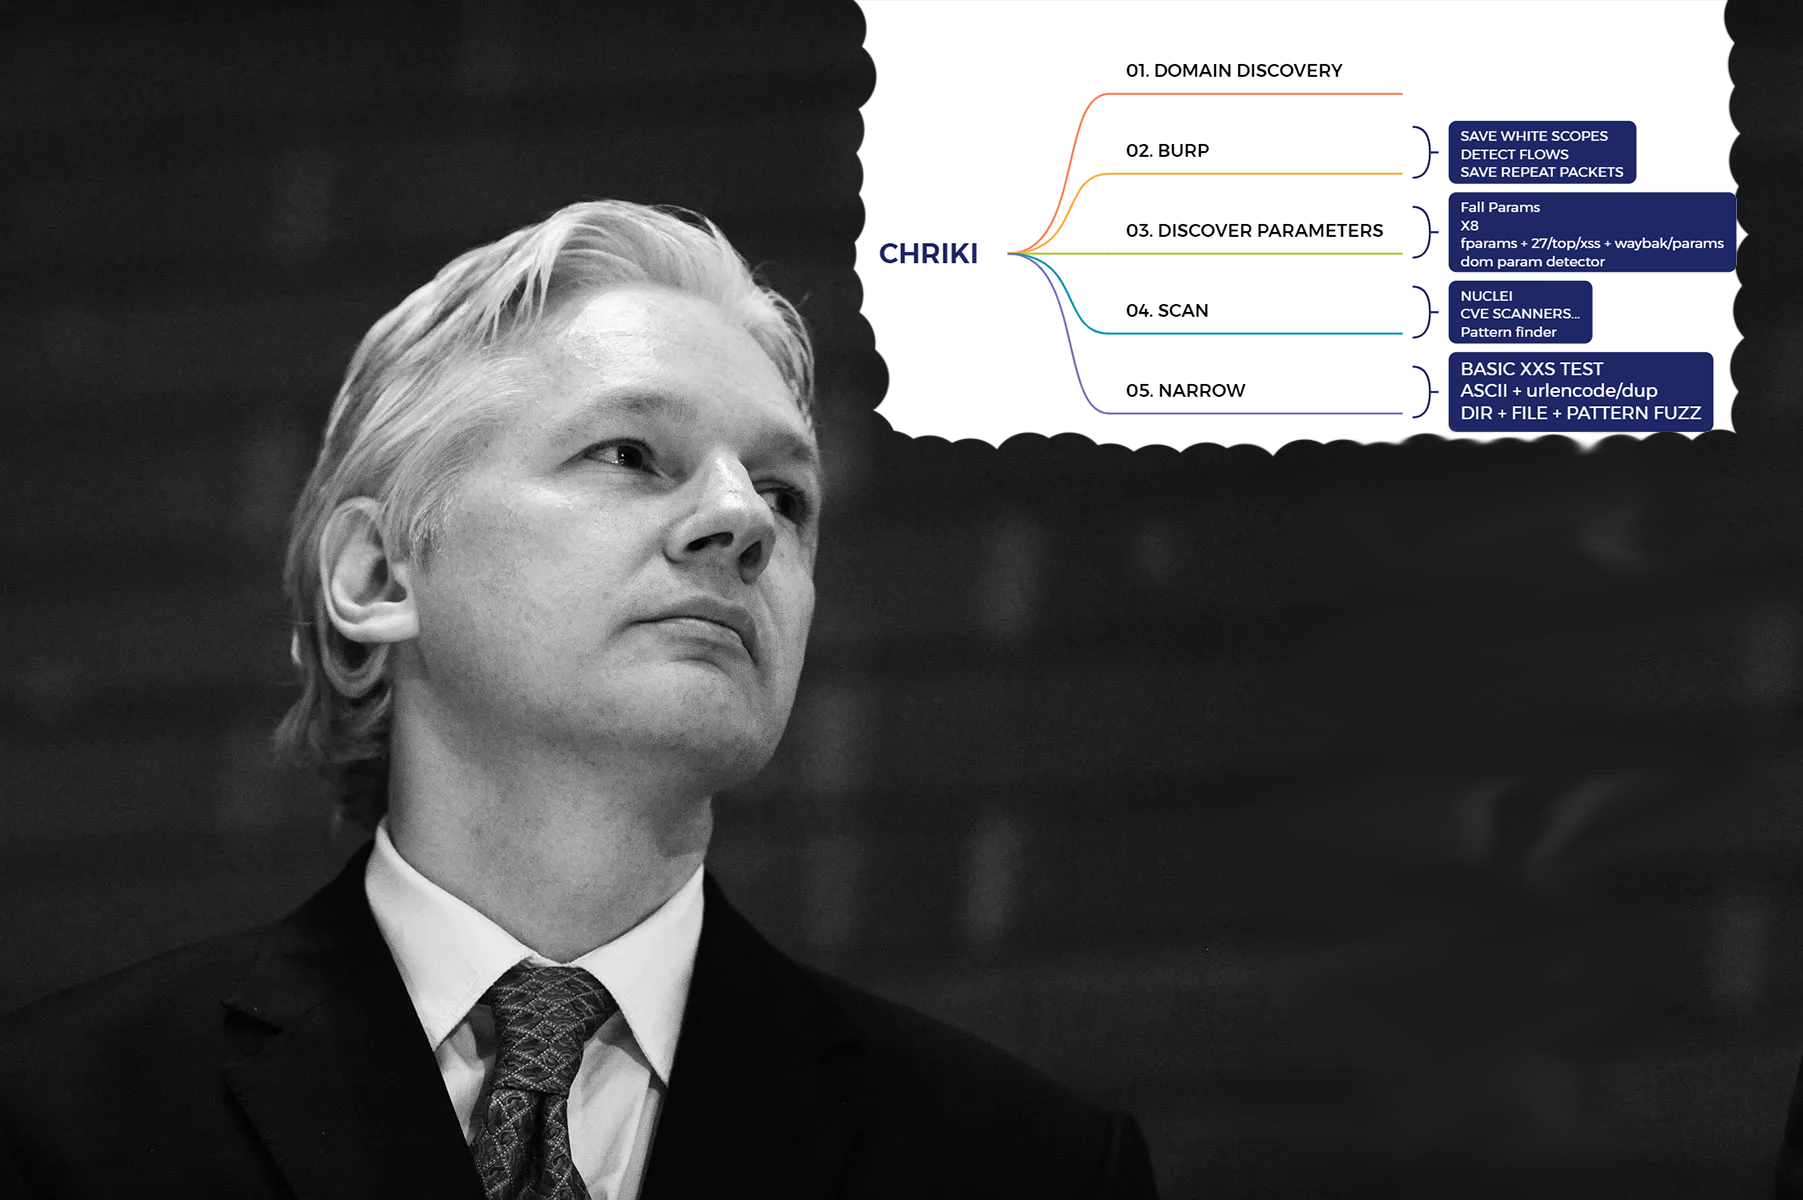 CHRIKI
01. DOMAIN DISCOVERY
02. BURP
SAVE WHITE SCOPES
DETECT FLOWS
SAVE REPEAT PACKETS
03. DISCOVER PARAMETERS
Fall Params
X8
fparams + 27/top/xss + waybak/params
dom param detector
04. SCAN
NUCLEI
CVE SCANNERS...
Pattern finder
05. NARROW
BASIC XXS TEST
ASCII + urlencode/dup
DIR + FILE + PATTERN FUZZ